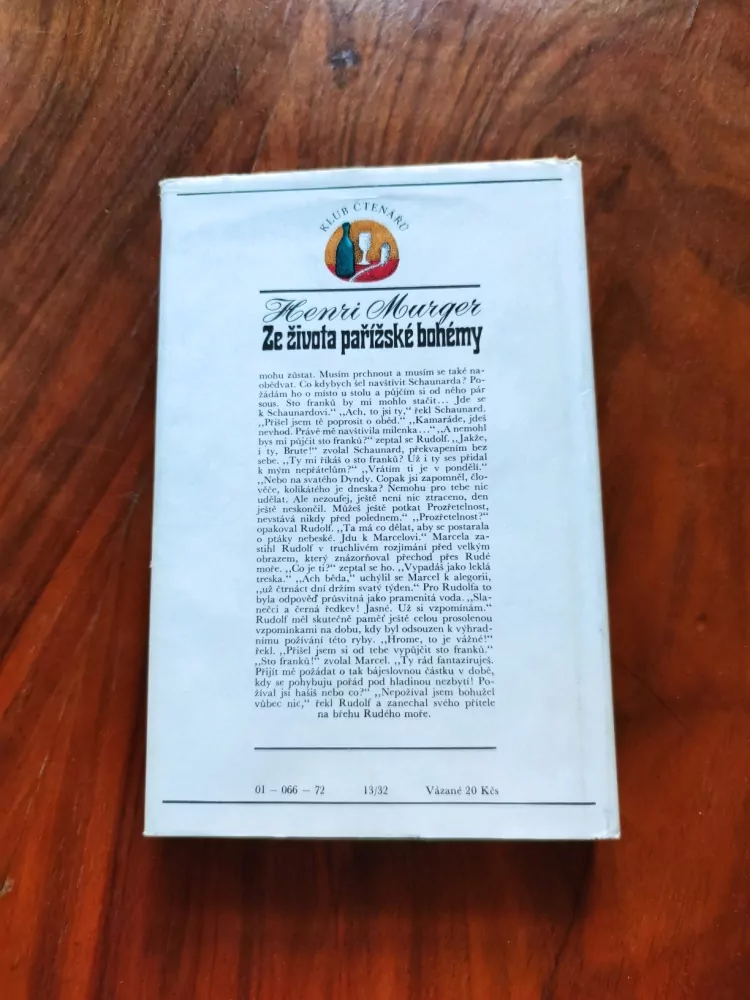 KLUB ČTENÁŘŮ
Henri Murger
Ze života pařížské bohémy
mohu zůstat. Musím prchnout a musím se také na-
obědvat. Co kdybych šel navštívit Schaunarda? Po-
žádám ho o místo u stolu a půjčím si od něho pár
sous. Sto franků by mi mohlo stačit... Jde se
k Schaunardovi.“ „Ach, to jsi ty,“ řekl Schaunard.
„Přišel jsem tě poprosit o oběd.“ „Kamaráde, jdeš
nevhod. Právě mě navštívila milenka...“ „A nemohl
bys mi půjčit sto franků?“ zeptal se Rudolf. „Jakže,
i ty, Brute!“ zvolal Schaunard, překvapením bez
sebe. „Ty mi říkáš o sto franků? Už i ty ses přidal
k mým nepřátelům?“ „Vrátím ti je v pondělí.“
„Nebo na svatého Dyndy. Copak jsi zapomněl, člo-
věče, kolikátého je dneska? Nemohu pro tebe nic
udělat. Ale nezoufej, ještě není nic ztraceno, den
ještě neskončil. Můžeš ještě potkat Prozřetelnost,
nevstává nikdy před polednem.“ „Prozřetelnost?“
opakoval Rudolf. „Ta má co dělat, aby se postarala
o ptáky nebeské. Jdu k Marcelovi.“ Marcela za-
stihl Rudolf v truchlivém rozjímání před velkým
obrazem, který znázorňoval přechod přes Rudé
moře. „Co je ti?“ zeptal se ho. „Vypadáš jako leklá
treska.“ „Ach běda,“ uchýlil se Marcel k alegorii,
„už čtrnáct dní držím svatý týden.“ Pro Rudolfa to
byla odpověď průsvitná jako pramenitá voda. „Sla-
nečci a černá ředkev! Jasné. Už si vzpomínám.“
Rudolf měl skutečně paměť ještě celou prosolenou
vzpomínkami na dobu, kdy byl odsouzen k výhrad-
nímu požívání této ryby. „Hrome, to je vážné!“
řekl. „Přišel jsem si od tebe vypůjčit sto franků.“
„Sto franků!“ zvolal Marcel. „Ty rád fantazíruješ.
Přijít mě požádat o tak bájeslovnou částku v době,
kdy se pohybuju pořád pod hladinou nezbytí! Po-
žíval jsi hašiš nebo co?“ „Nepožíval jsem bohužel
vůbec nic,“ řekl Rudolf a zanechal svého přítele
na břehu Rudého moře.
01 – 066 – 72 13/32 Vázané 20 Kčs